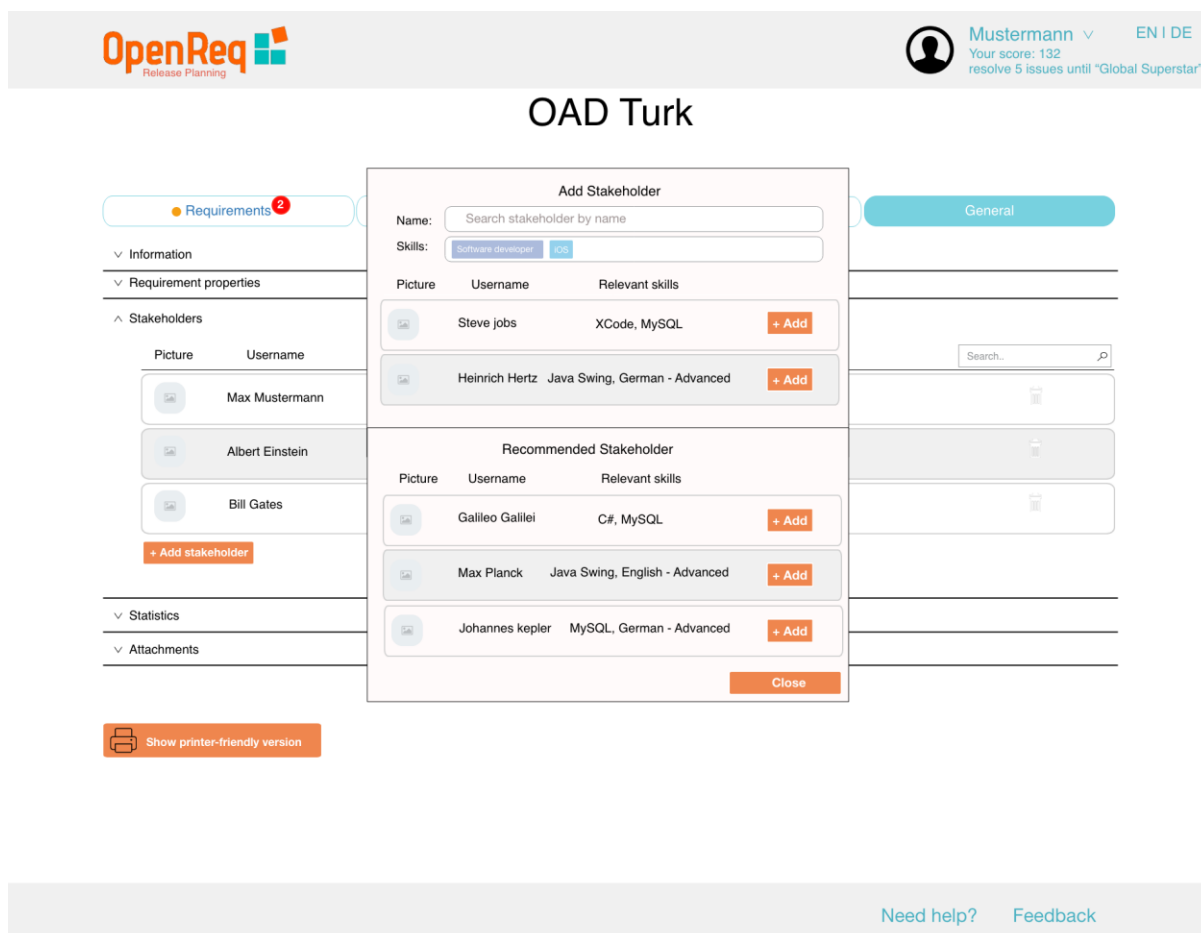 OpenReq
Release Planning
Mustermann
EN I DE
Your score: 132
resolve 5 issues until “Global Superstar”
OAD Turk
Requirements 2
General
Information
Requirement properties
Stakeholders
Picture Username
Search..
Max Mustermann
Albert Einstein
Bill Gates
+ Add stakeholder
Statistics
Attachments
Show printer-friendly version
Add Stakeholder
Name: Search stakeholder by name
Skills: Software developer iOS
Picture Username Relevant skills
Steve jobs XCode, MySQL + Add
Heinrich Hertz Java Swing, German - Advanced + Add
Recommended Stakeholder
Picture Username Relevant skills
Galileo Galilei C#, MySQL + Add
Max Planck Java Swing, English - Advanced + Add
Johannes kepler MySQL, German - Advanced + Add
Close
Need help? Feedback